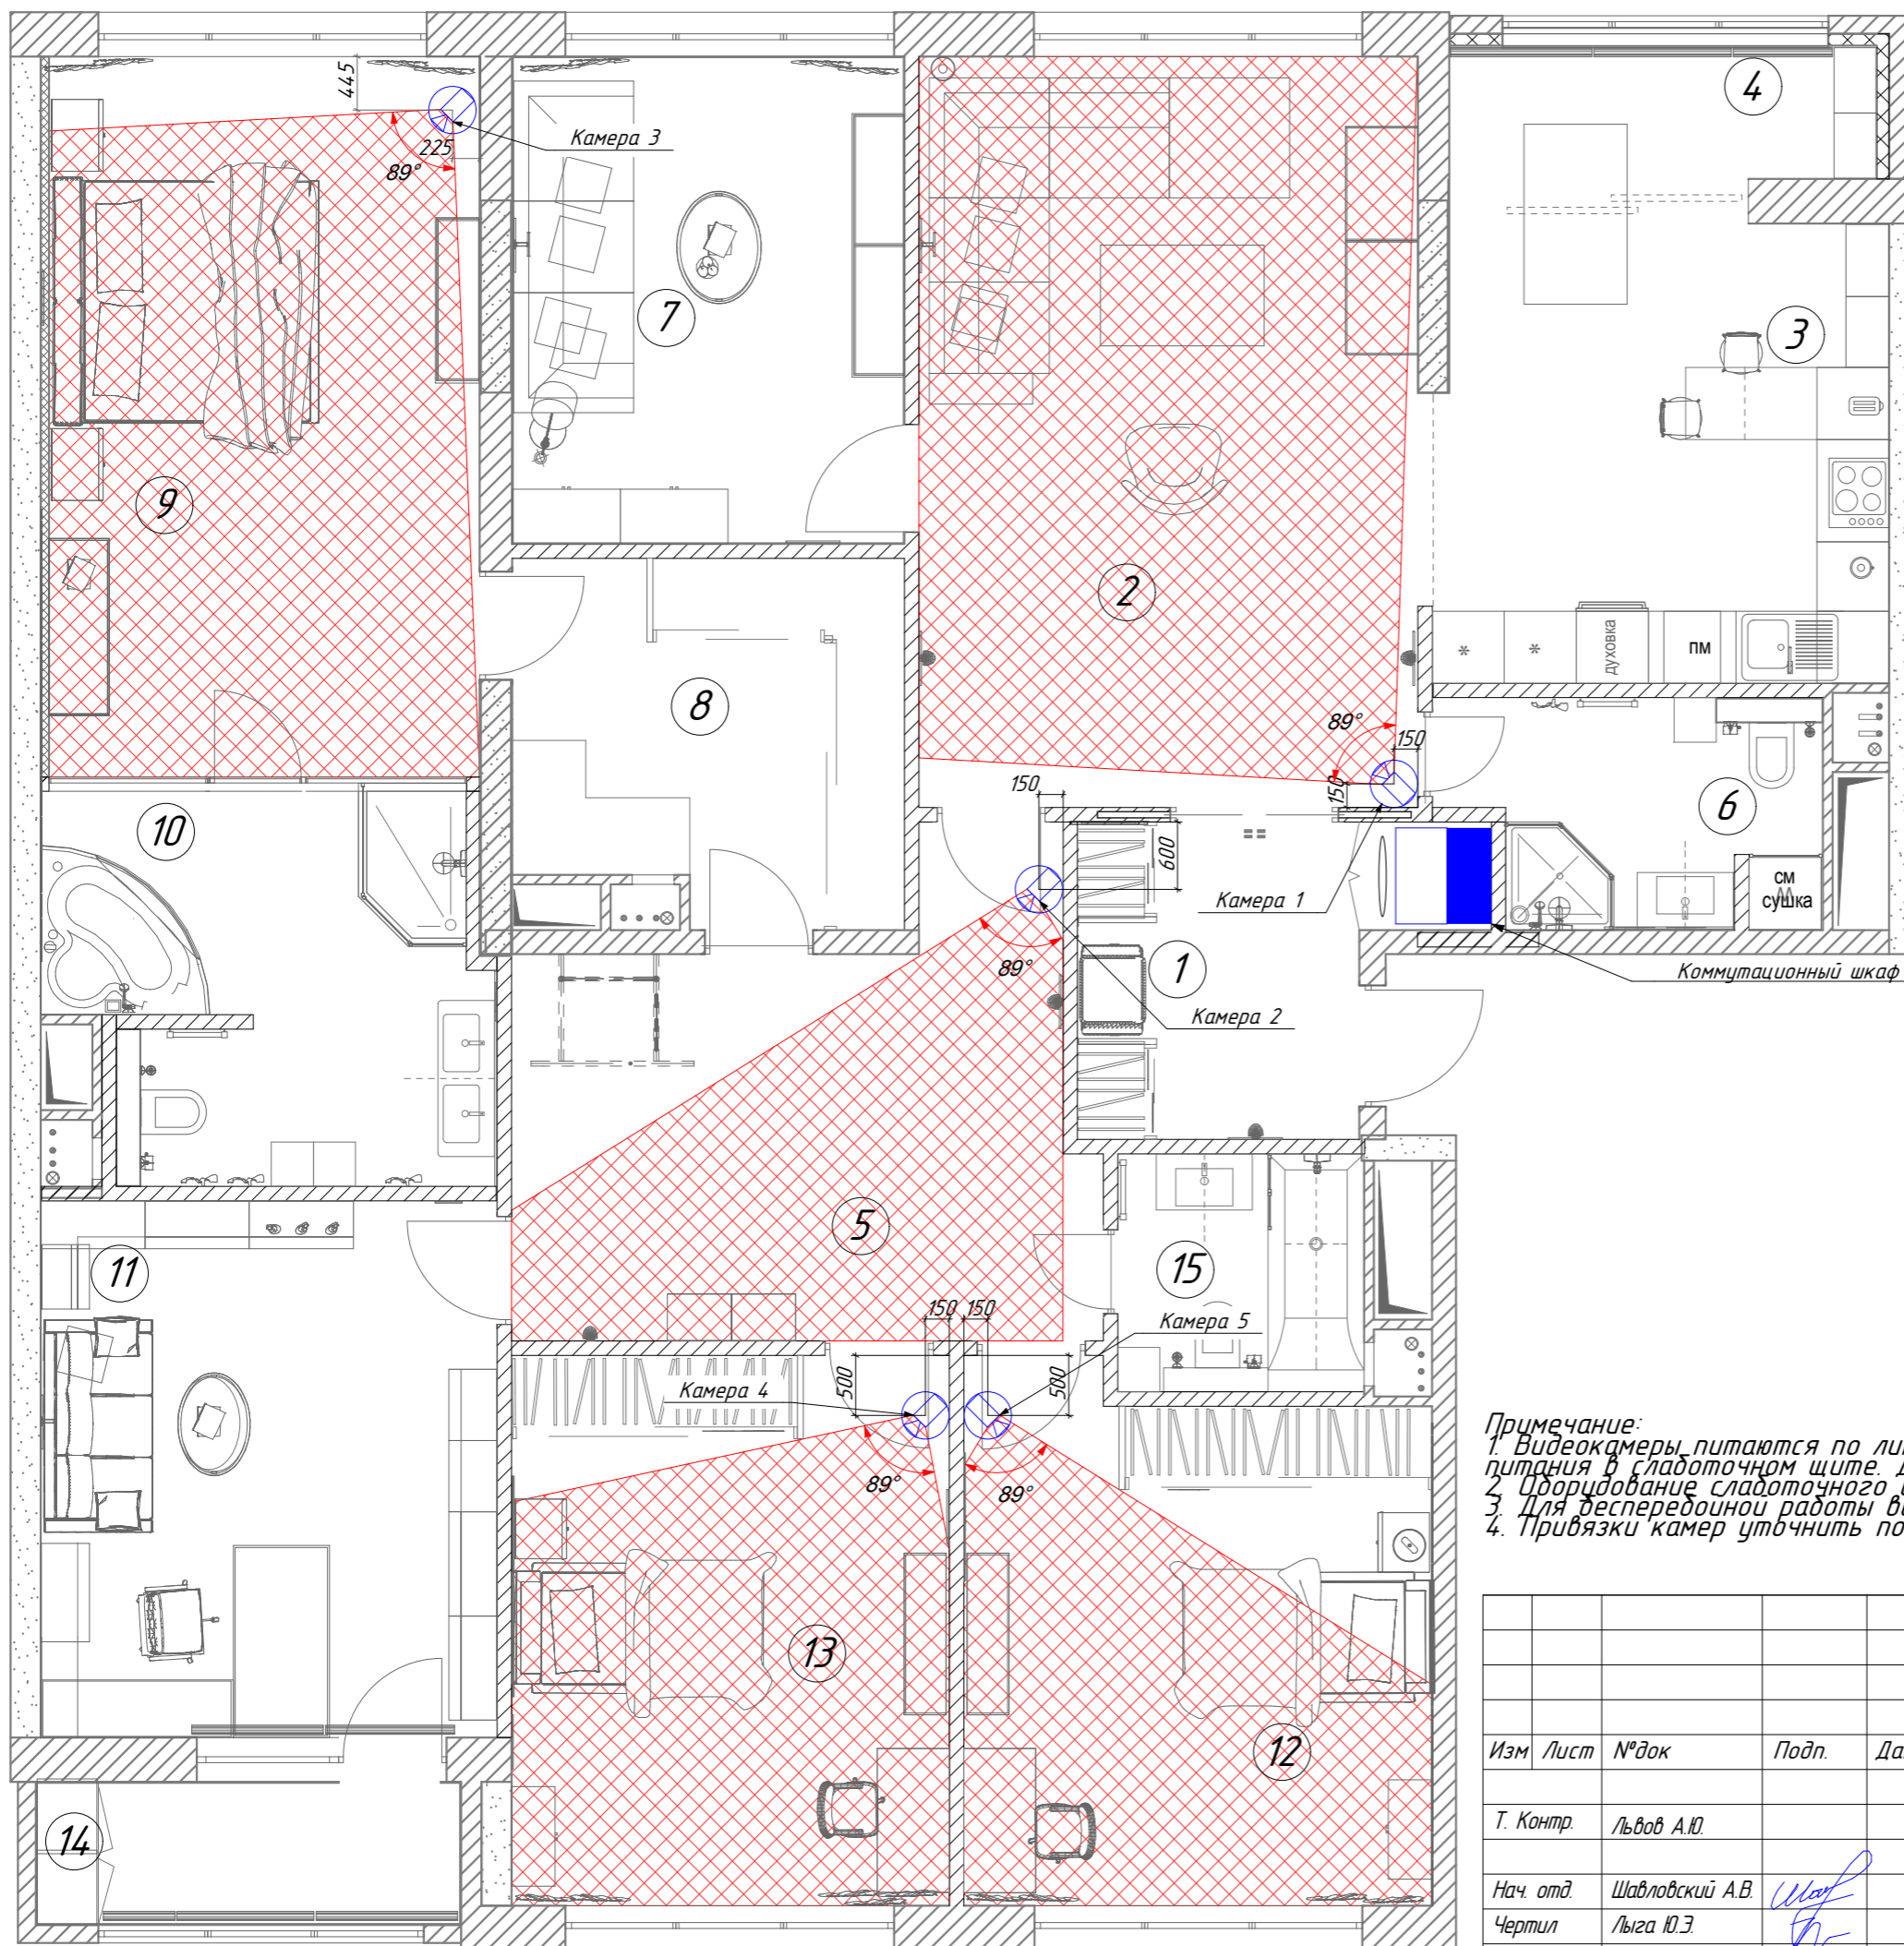 445
4
Камера 3
225
89°
7
3
9
2
духовка
пм
8
89°
150
150
150
10
6
600
Камера 1
см
сушка
89°
1
Коммутационный шкаф
Камера 2
5
15
11
150
150
Камера 5
500
Камера 4
500
89°
89°
Примечание:
1. Видеокамеры питаются по
питания в слаботочном щите.
2. Оборудование слаботочного
3. Для бесперебойной работы
4. Привязки камер уточнить по
13
12
Изм Лист №док Подп.
14
Т. Контр. Львов А.Ю.
Нач. отд. Шавловский А.В.
Чертил Лыга Ю.Э.